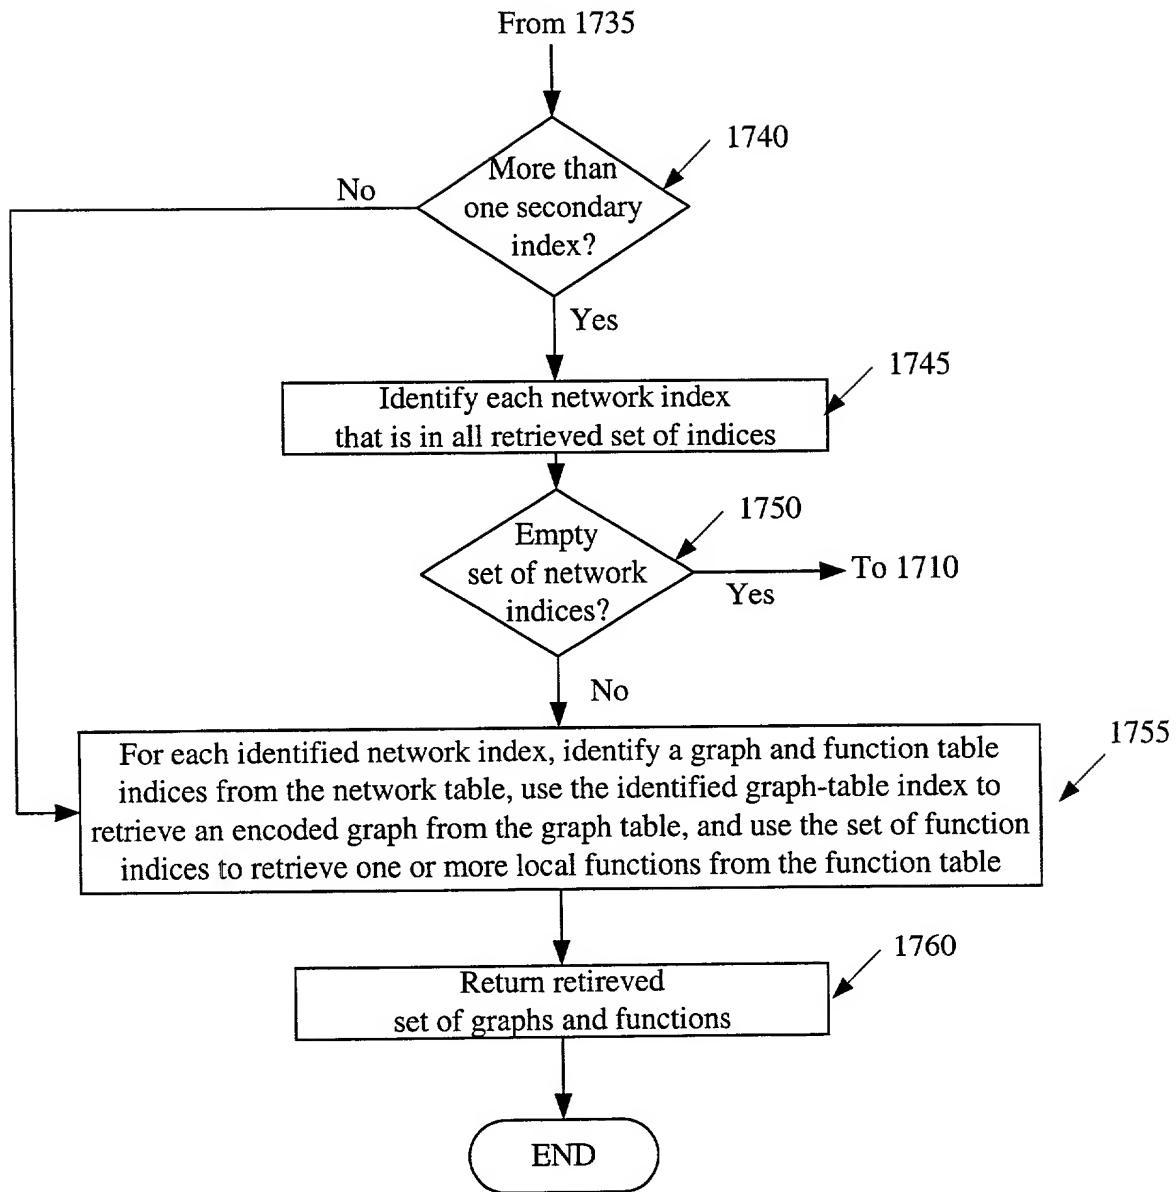 From 1735
1740
More than
one secondary
index?
No
Yes
1745
Identify each network index
that is in all retrieved set of indices
1750
Empty
set of network
indices?
To 1710
Yes
No
1755
For each identified network index, identify a graph and function table
indices from the network table, use the identified graph-table index to
retrieve an encoded graph from the graph table, and use the set of function
indices to retrieve one or more local functions from the function table
1760
Return retireved
set of graphs and functions
END